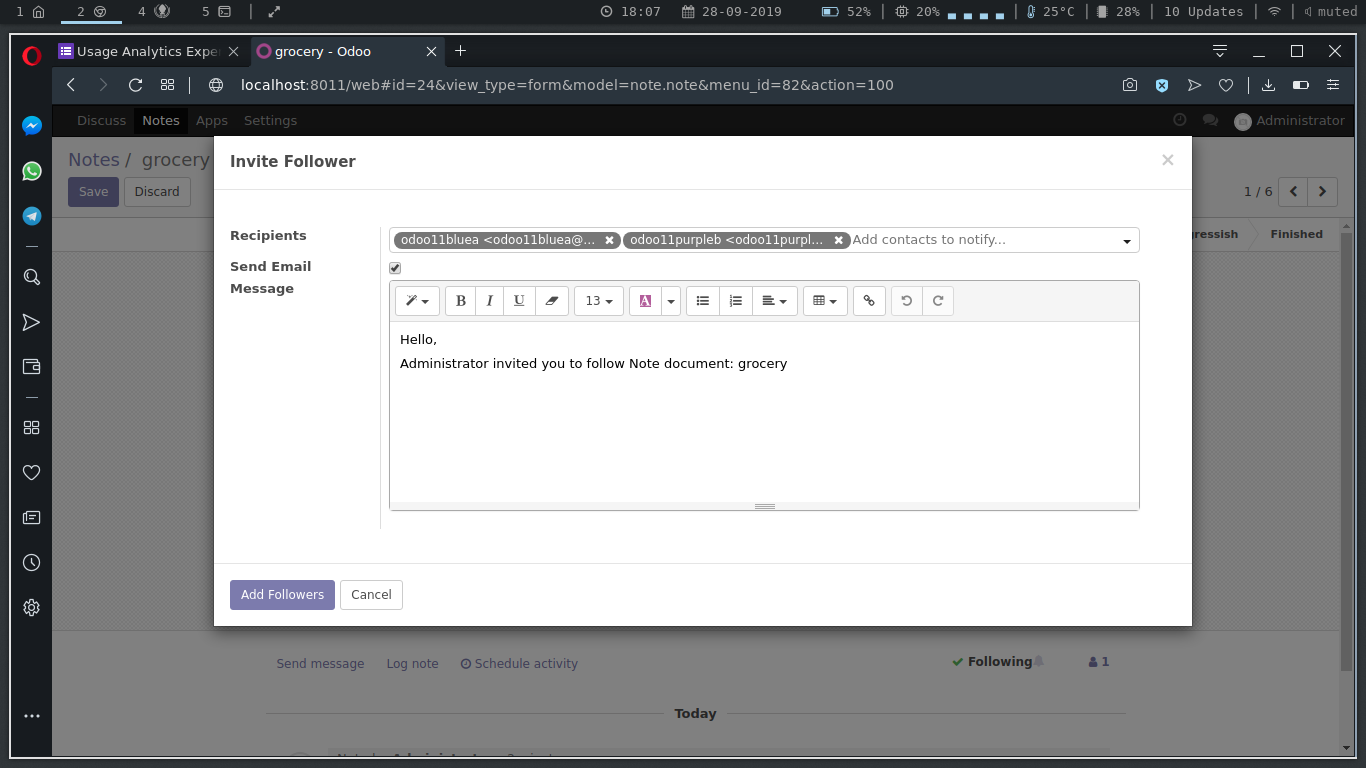 1 2 4 5 18:07 28-09-2019 52% 20% 25°C 28% 10 Updates muted
Usage Analytics Expe grocery - Odoo
localhost:8011/web#id=24&view_type=form&model=note.note&menu_id=82&action=100
Discuss Notes Apps Settings Administrator
Notes / grocery
Invite Follower
Save Discard 1 / 6
Recipients odoo11bluea <odoo11bluea@... odoo11purpleb <odoo11purpl... Add contacts to notify...
gressish Finished
Send Email
Message
13 A
B I U
Hello,
Administrator invited you to follow Note document: grocery
Add Followers Cancel
Send message Log note Schedule activity Following 1
Today